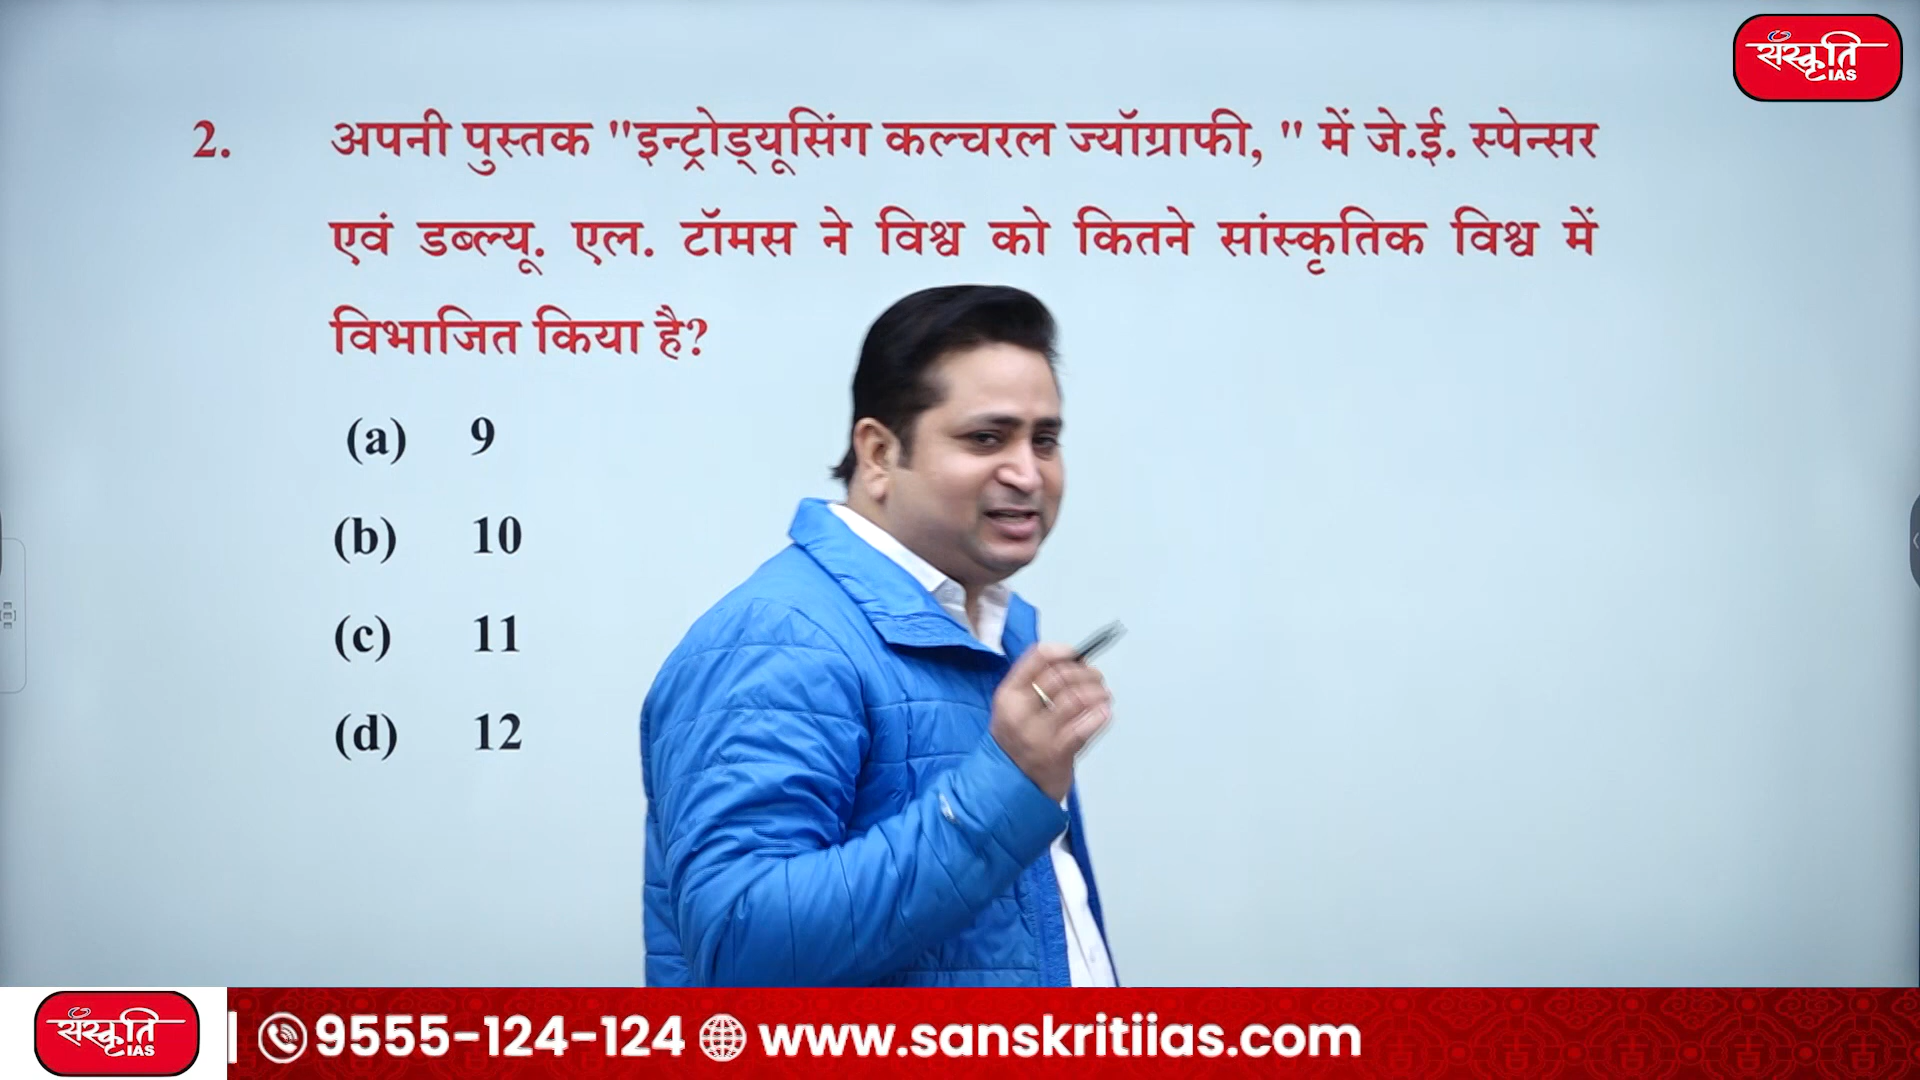 संस्कृति
IAS
2. अपनी पुस्तक "इन्ट्रोड्यूसिंग कल्चरल ज्यॉग्राफी, " में जे.ई. स्पेन्सर
एवं डब्ल्यू. एल. टॉमस ने विश्व को कितने सांस्कृतिक विश्व में
विभाजित किया है?
(a) 9
(b) 10
(c) 11
(d) 12
संस्कृति
IAS
9555-124-124 www.sanskritiias.com